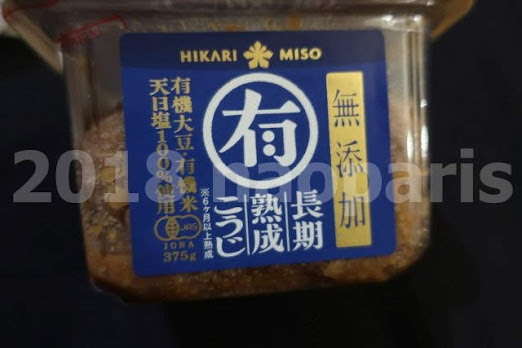 HIKARI MISO
無添加
有
長期
熟成
こうじ
※6ヶ月以上熟成
有機大豆 有機米
天日塩100%使用
JAS
JONA
375g
2018 haoparis